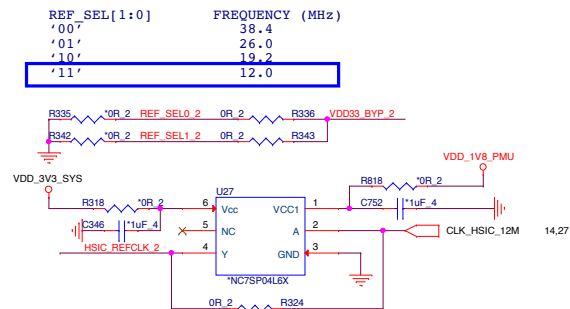 REF_SEL[1:0] FREQUENCY (MHz)
'00' 38.4
'01' 26.0
'10' 19.2
'11' 12.0
R335 *0R_2 REF_SEL0_2 0R_2 R336 VDD33_BYP_2
R342 *0R_2 REF_SEL1_2 0R_2 R343
VDD_1V8_PMU
VDD_3V3_SYS
R818 *0R_2
U27
R318 *0R_2 6 Vcc VCC1 1 C752 *1uF_4
C346 *1uF_4 5 NC A 2 CLK_HSIC_12M 14,27
HSIC_REFCLK_2 4 Y GND 3
*NC7SP04L6X
0R_2 R324